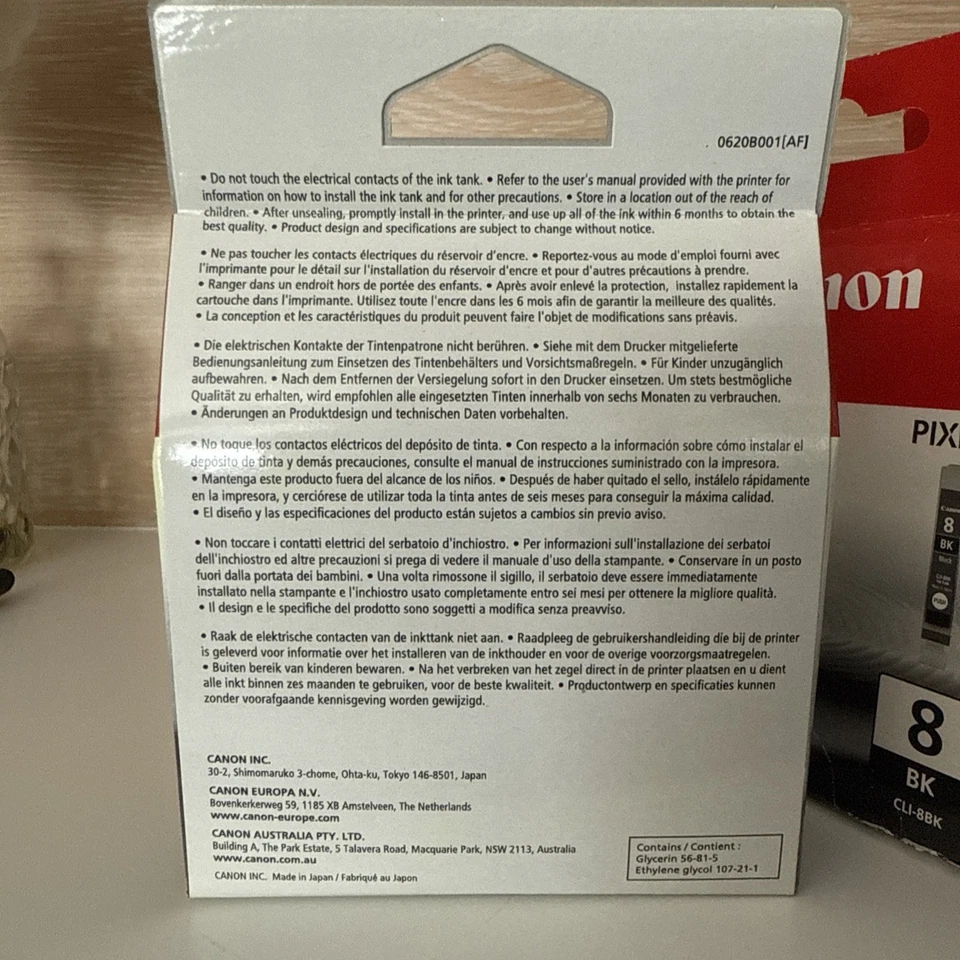 0620B001[AF]
• Do not touch the electrical contacts of the ink tank. • Refer to the user's manual provided with the printer for
information on how to install the ink tank and for other precautions. • Store in a location out of the reach of
children. • After unsealing, promptly install in the printer, and use up all of the ink within 6 months to obtain the
best quality. • Product design and specifications are subject to change without notice.
• Ne pas toucher les contacts électriques du réservoir d'encre. • Reportez-vous au mode d'emploi fourni avec
l'imprimante pour le détail sur l'installation du réservoir d'encre et pour d'autres précautions à prendre.
• Ranger dans un endroit hors de portée des enfants. • Après avoir enlevé la protection, installez rapidement la
cartouche dans l'imprimante. Utilisez toute l'encre dans les 6 mois afin de garantir la meilleure des qualités.
• La conception et les caractéristiques du produit peuvent faire l'objet de modifications sans préavis.
• Die elektrischen Kontakte der Tintenpatrone nicht berühren. • Siehe mit dem Drucker mitgelieferte
Bedienungsanleitung zum Einsetzen des Tintenbehälters und Vorsichtsmaßregeln. • Für Kinder unzugänglich
aufbewahren. • Nach dem Entfernen der Versiegelung sofort in den Drucker einsetzen. Um stets bestmögliche
Qualität zu erhalten, wird empfohlen alle eingesetzten Tinten innerhalb von sechs Monaten zu verbrauchen.
• Änderungen an Produktdesign und technischen Daten vorbehalten.
• No toque los contactos eléctricos del depósito de tinta. • Con respecto a la información sobre cómo instalar el
depósito de tinta y demás precauciones, consulte el manual de instrucciones suministrado con la impresora.
• Mantenga este producto fuera del alcance de los niños. • Después de haber quitado el sello, instálelo rápidamente
en la impresora, y cerciórese de utilizar toda la tinta antes de seis meses para conseguir la máxima calidad.
• El diseño y las especificaciones del producto están sujetos a cambios sin previo aviso.
• Non toccare i contatti elettrici del serbatoio d'inchiostro. • Per informazioni sull'installazione dei serbatoi
dell'inchiostro ed altre precauzioni si prega di vedere il manuale d'uso della stampante. • Conservare in un posto
fuori dalla portata dei bambini. • Una volta rimossone il sigillo, il serbatoio deve essere immediatamente
installato nella stampante e l'inchiostro usato completamente entro sei mesi per ottenere la migliore qualità.
• Il design e le specifiche del prodotto sono soggetti a modifica senza preavviso.
• Raak de elektrische contacten van de inkttank niet aan. • Raadpleeg de gebruikershandleiding die bij de printer
is geleverd voor informatie over het installeren van de inkthouder en voor de overige voorzorgsmaatregelen.
• Buiten bereik van kinderen bewaren. • Na het verbreken van het zegel direct in de printer plaatsen en u dient
alle inkt binnen zes maanden te gebruiken, voor de beste kwaliteit. • Productontwerp en specificaties kunnen
zonder voorafgaande kennisgeving worden gewijzigd.
CANON INC.
30-2, Shimomaruko 3-chome, Ohta-ku, Tokyo 146-8501, Japan
CANON EUROPA N.V.
Bovenkerkerweg 59, 1185 XB Amstelveen, The Netherlands
www.canon-europe.com
CANON AUSTRALIA PTY. LTD.
Building A, The Park Estate, 5 Talavera Road, Macquarie Park, NSW 2113, Australia
www.canon.com.au
CANON INC. Made in Japan / Fabriqué au Japon
Contains / Contient :
Glycerin 56-81-5
Ethylene glycol 107-21-1
non
PIX
Canon
8
BK
Black
8
BK
CLI-8BK